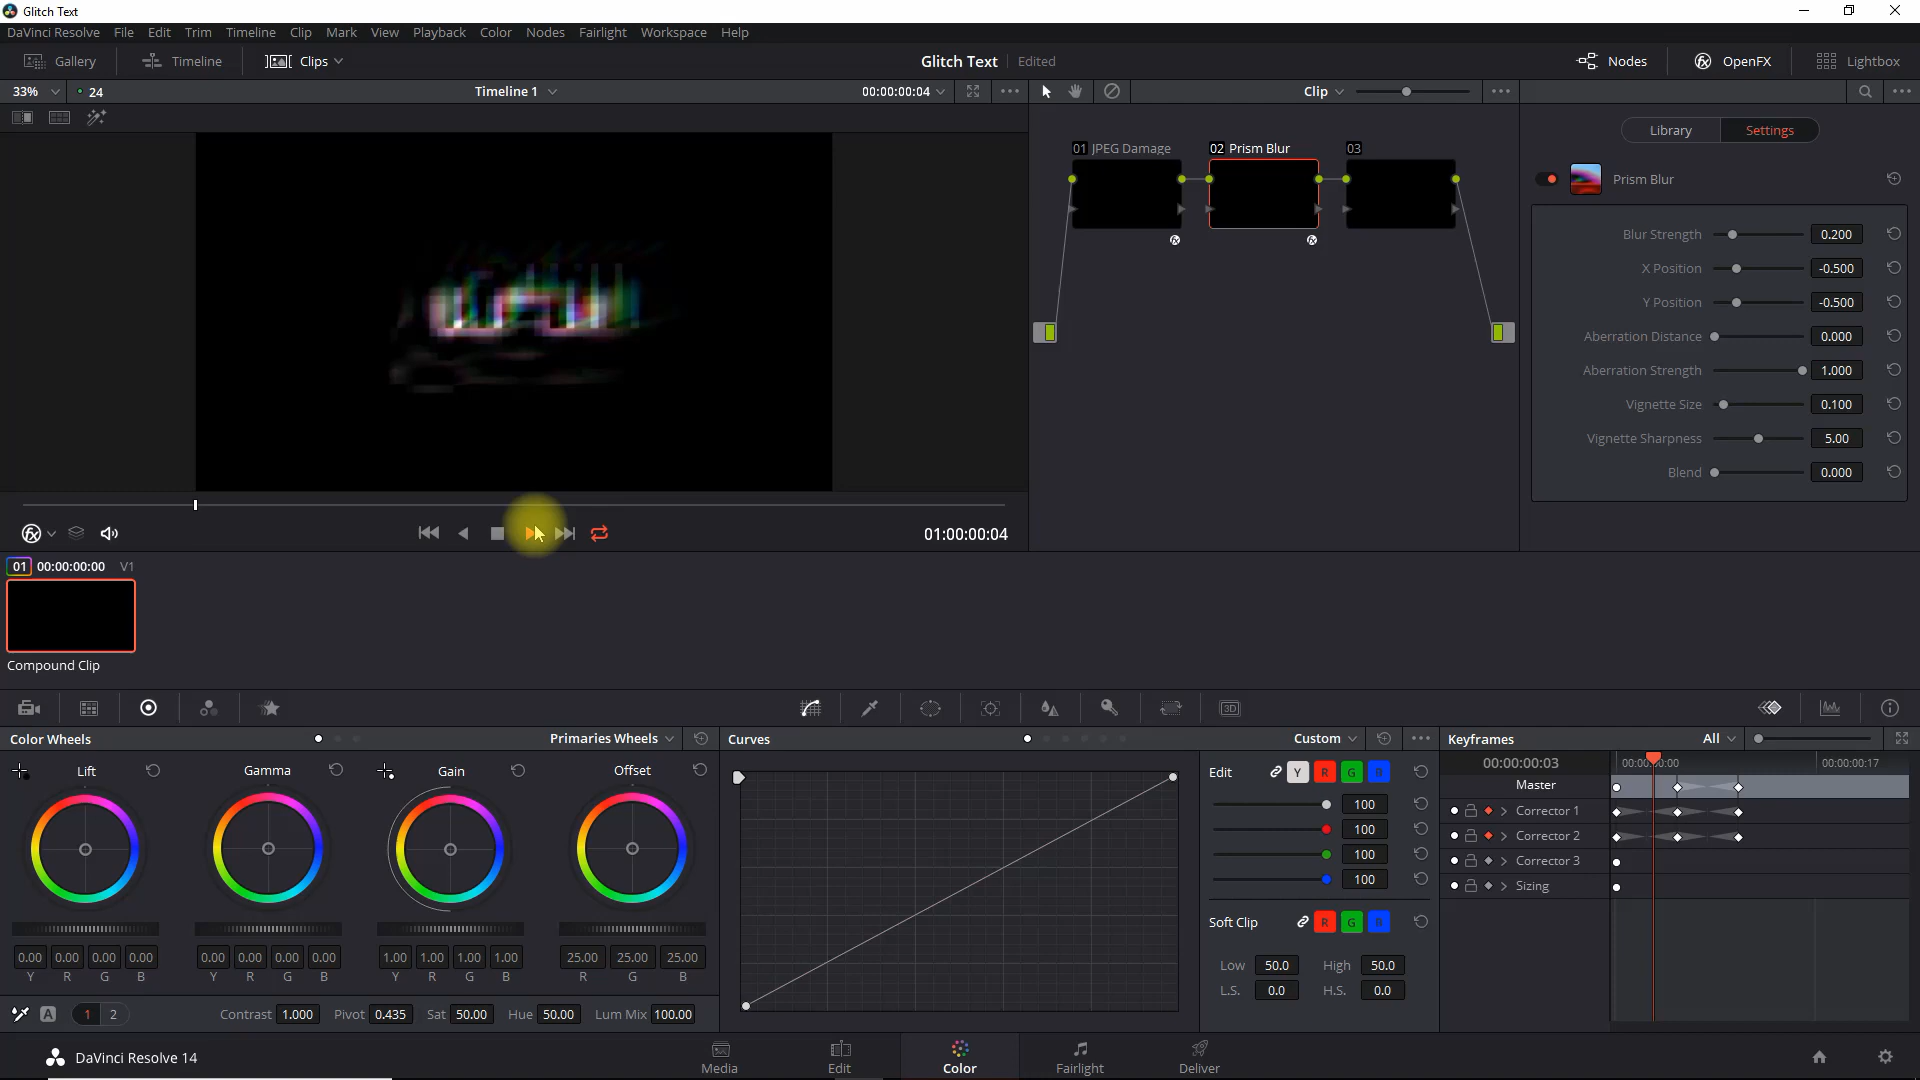 Glitch Text
DaVinci Resolve File Edit Trim Timeline Clip Mark View Playback Color Nodes Fairlight Workspace Help
Gallery Timeline Clips Glitch Text Edited Nodes OpenFX Lightbox
33% 24 Timeline 1 00:00:00:04 Clip
Library Settings
01 JPEG Damage 02 Prism Blur 03
Prism Blur
Blur Strength 0.200
X Position -0.500
Y Position -0.500
Aberration Distance 0.000
Aberration Strength 1.000
Vignette Size 0.100
Vignette Sharpness 5.00
Blend 0.000
01:00:00:04
01 00:00:00:00 V1
Compound Clip
3D
Color Wheels Primaries Wheels Curves Custom Keyframes All
Lift Gamma Gain Offset
Edit Y R G B
100
100
100
100
Soft Clip R G B
Low 50.0 High 50.0
L.S. 0.0 H.S. 0.0
00:00:00:03 00:00:00:00 00:00:00:17
Master
Corrector 1
Corrector 2
Corrector 3
Sizing
0.00 0.00 0.00 0.00 0.00 0.00 0.00 0.00 1.00 1.00 1.00 1.00 25.00 25.00 25.00
Y R G B Y R G B Y R G B R G B
A 1 2 Contrast 1.000 Pivot 0.435 Sat 50.00 Hue 50.00 Lum Mix 100.00
DaVinci Resolve 14 Media Edit Color Fairlight Deliver